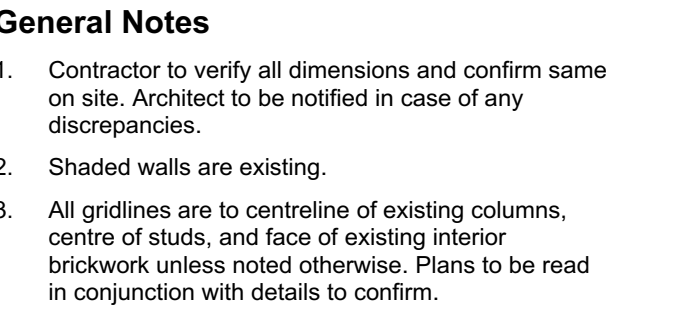 General Notes
1. Contractor to verify all dimensions and confirm same
on site. Architect to be notified in case of any
discrepancies.
2. Shaded walls are existing.
3. All gridlines are to centreline of existing columns,
centre of studs, and face of existing interior
brickwork unless noted otherwise. Plans to be read
in conjunction with details to confirm.